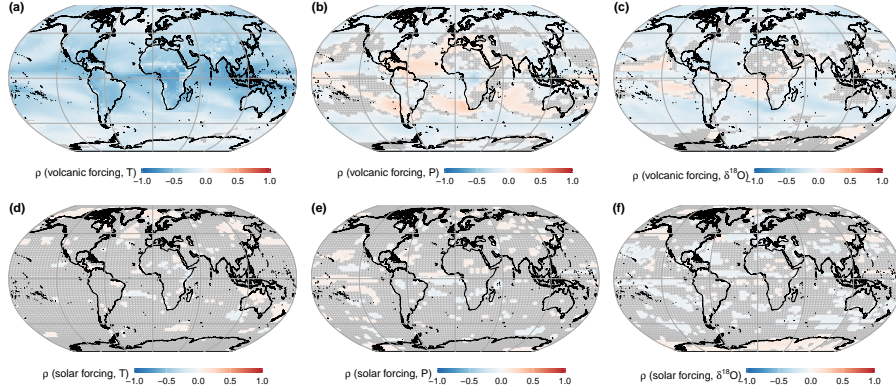 (a) (b) (c)
ρ (volcanic forcing, T) −1.0 −0.5 0.0 0.5 1.0 ρ (volcanic forcing, P) −1.0 −0.5 0.0 0.5 1.0 ρ (volcanic forcing, δ¹⁸O) −1.0 −0.5 0.0 0.5 1.0
(d) (e) (f)
ρ (solar forcing, T) −1.0 −0.5 0.0 0.5 1.0 ρ (solar forcing, P) −1.0 −0.5 0.0 0.5 1.0 ρ (solar forcing, δ¹⁸O) −1.0 −0.5 0.0 0.5 1.0